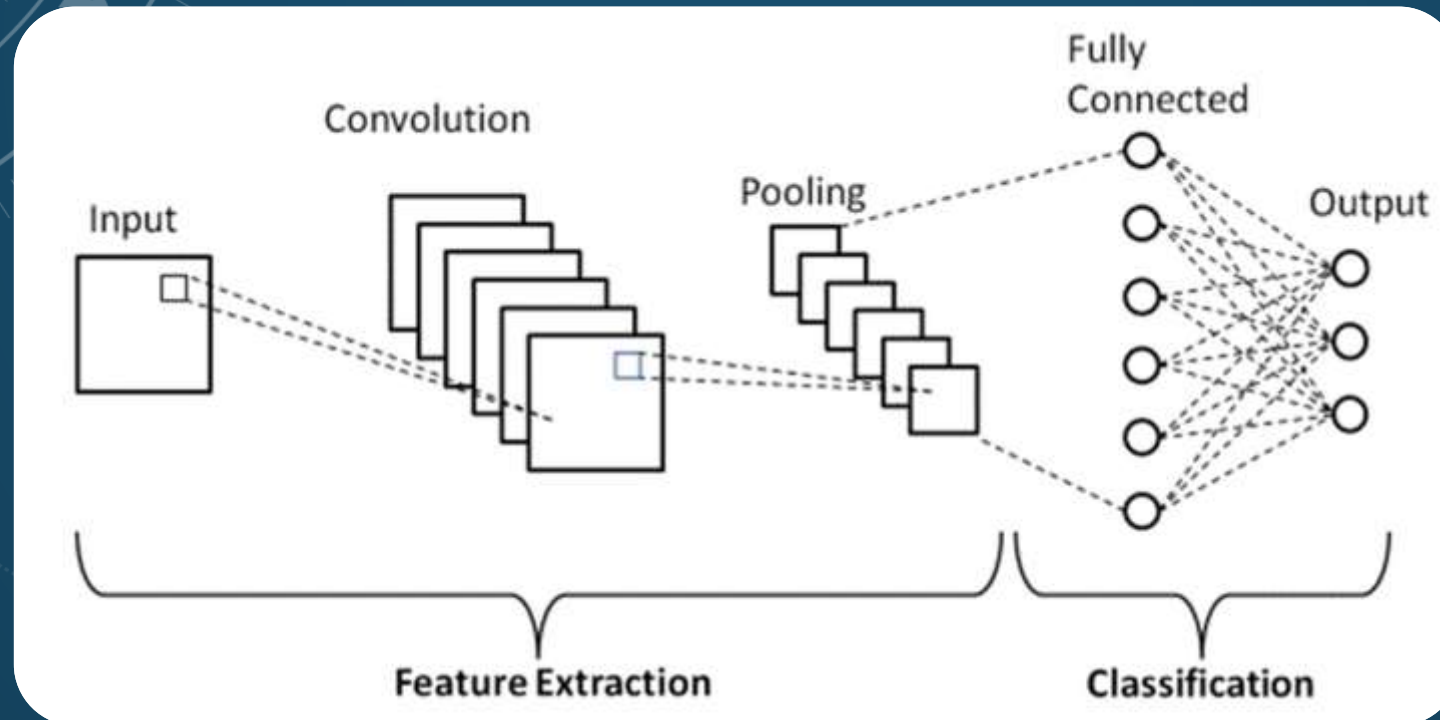 Input
Convolution
Pooling
Fully
Connected
Output
Feature Extraction
Classification